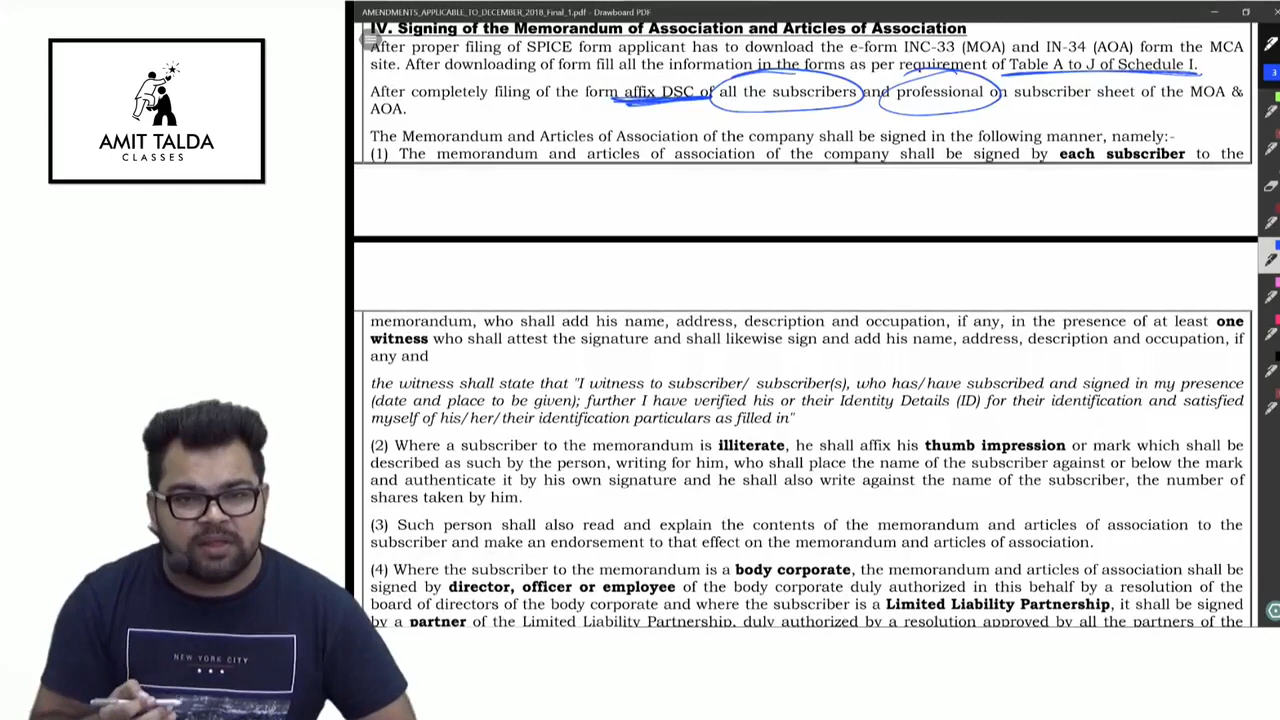 AMENDMENTS_APPLICABLE_TO_DECEMBER_2018_Final_1.pdf - Drawboard PDF
AMIT TALDA
CLASSES
IV. Signing of the Memorandum of Association and Articles of Association
After proper filing of SPICE form applicant has to download the e-form INC-33 (MOA) and IN-34 (AOA) form the MCA
site. After downloading of form fill all the information in the forms as per requirement of Table A to J of Schedule I.
After completely filing of the form affix DSC of all the subscribers and professional on subscriber sheet of the MOA &
AOA.
The Memorandum and Articles of Association of the company shall be signed in the following manner, namely:-
(1) The memorandum and articles of association of the company shall be signed by each subscriber to the
memorandum, who shall add his name, address, description and occupation, if any, in the presence of at least one
witness who shall attest the signature and shall likewise sign and add his name, address, description and occupation, if
any and
the witness shall state that "I witness to subscriber/ subscriber(s), who has/have subscribed and signed in my presence
(date and place to be given); further I have verified his or their Identity Details (ID) for their identification and satisfied
myself of his/her/their identification particulars as filled in"
(2) Where a subscriber to the memorandum is illiterate, he shall affix his thumb impression or mark which shall be
described as such by the person, writing for him, who shall place the name of the subscriber against or below the mark
and authenticate it by his own signature and he shall also write against the name of the subscriber, the number of
shares taken by him.
(3) Such person shall also read and explain the contents of the memorandum and articles of association to the
subscriber and make an endorsement to that effect on the memorandum and articles of association.
(4) Where the subscriber to the memorandum is a body corporate, the memorandum and articles of association shall be
signed by director, officer or employee of the body corporate duly authorized in this behalf by a resolution of the
board of directors of the body corporate and where the subscriber is a Limited Liability Partnership, it shall be signed
by a partner of the Limited Liability Partnership, duly authorized by a resolution approved by all the partners of the
NEW YORK CITY
3